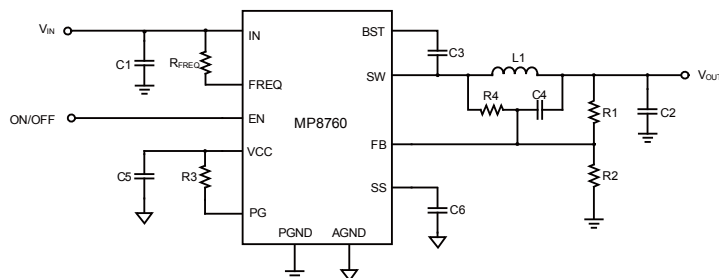 VIN
C1
RFREQ
ON/OFF
C5
R3
IN
FREQ
EN
VCC
PG
MP8760
PGND
AGND
BST
SW
FB
SS
C3
L1
R4
C4
R1
R2
C2
C6
VOUT